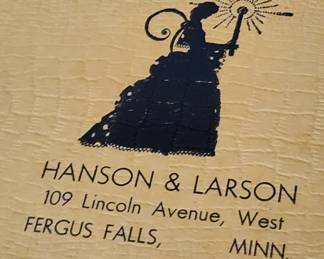 HANSON & LARSON
109 Lincoln Avenue, West
FERGUS FALLS, MINN.